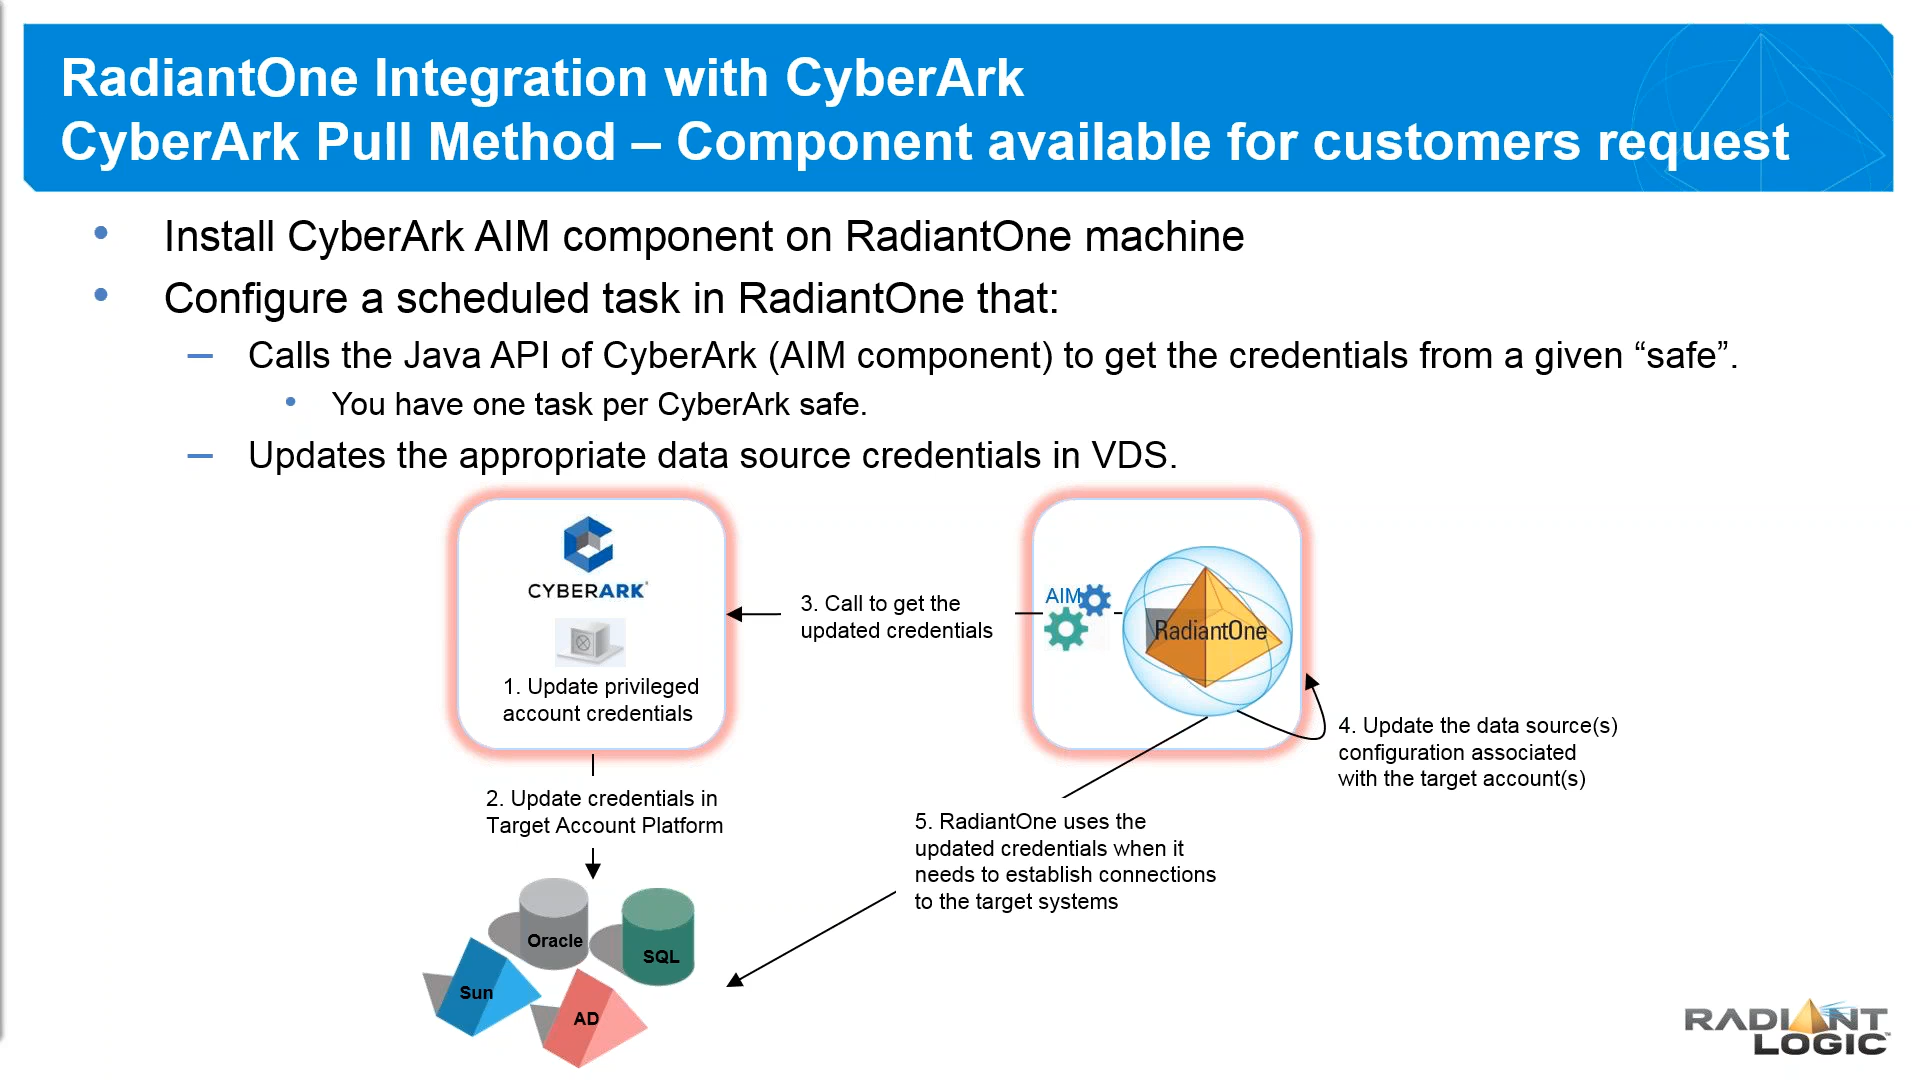 RadiantOne Integration with CyberArk
CyberArk Pull Method – Component available for customers request
• Install CyberArk AIM component on RadiantOne machine
• Configure a scheduled task in RadiantOne that:
– Calls the Java API of CyberArk (AIM component) to get the credentials from a given “safe”.
• You have one task per CyberArk safe.
– Updates the appropriate data source credentials in VDS.
CYBERARK
1. Update privileged
account credentials
3. Call to get the
updated credentials
AIM
RadiantOne
4. Update the data source(s)
configuration associated
with the target account(s)
2. Update credentials in
Target Account Platform
5. RadiantOne uses the
updated credentials when it
needs to establish connections
to the target systems
Oracle
SQL
Sun
AD
RADIANT
LOGIC